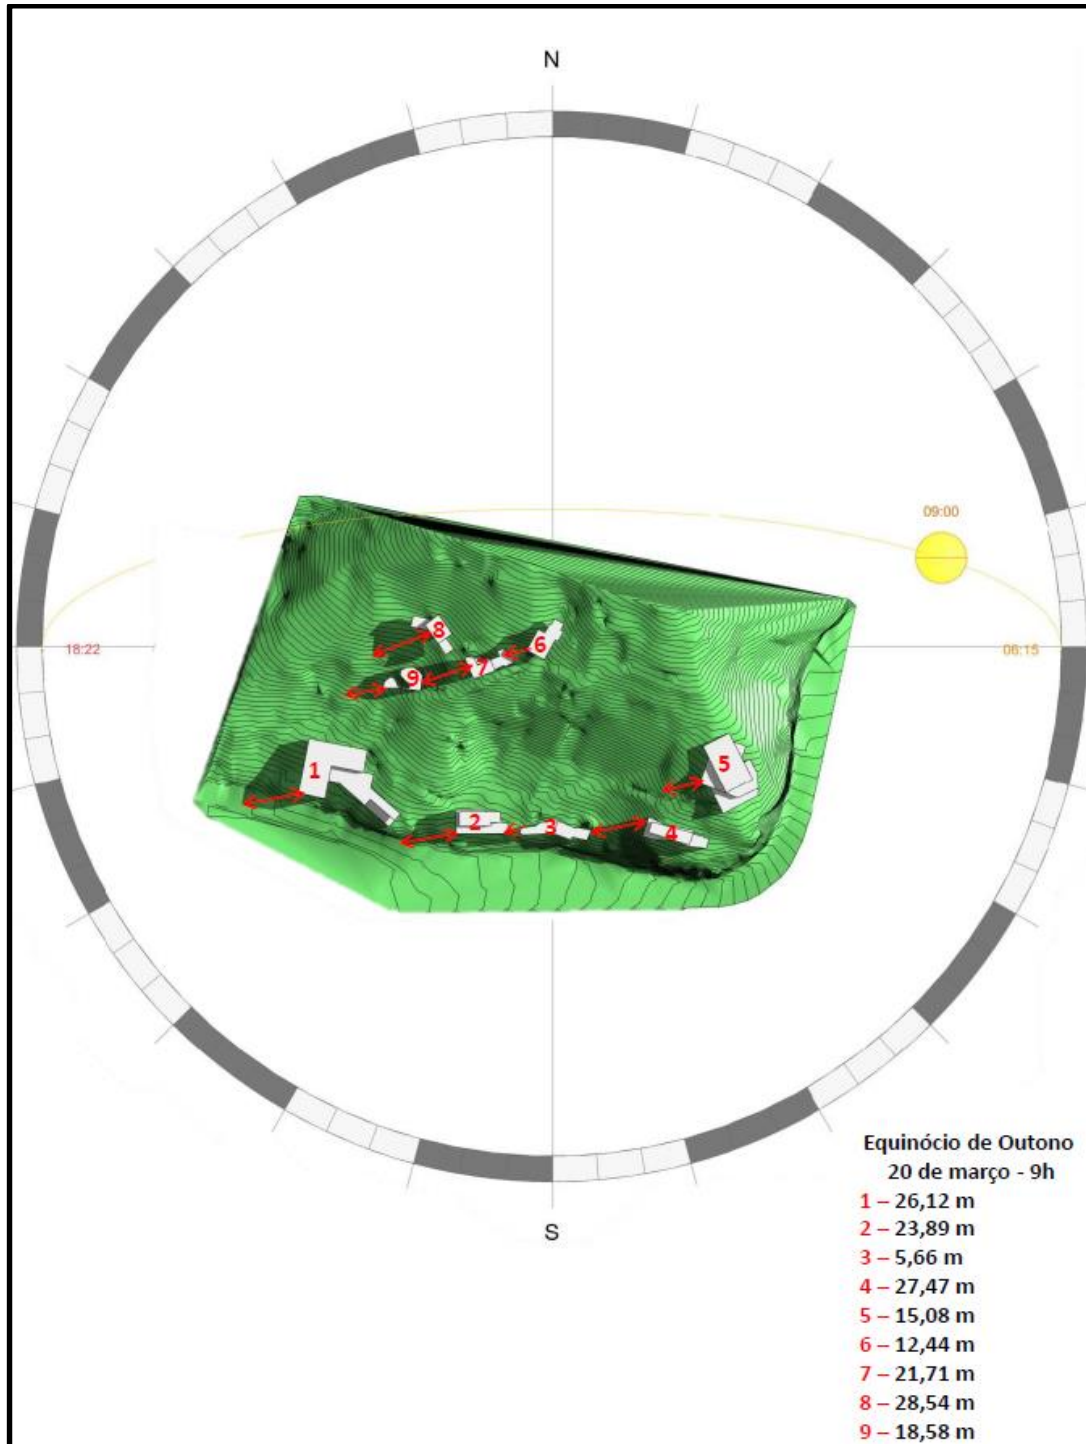 N
09:00
8
6
7
9
18:22
06:15
1
5
2
3
4
S
Equinócio de Outono
20 de março - 9h
1 – 26,12 m
2 – 23,89 m
3 – 5,66 m
4 – 27,47 m
5 – 15,08 m
6 – 12,44 m
7 – 21,71 m
8 – 28,54 m
9 – 18,58 m